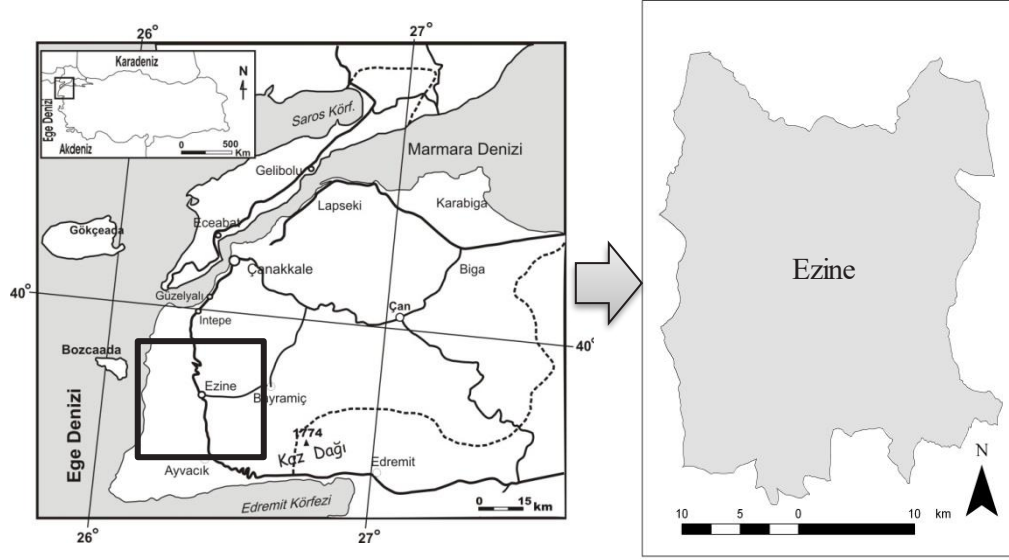 26°
27°
Karadeniz
N
Ege Denizi
Akdeniz
0 500
Km
Saros Körf.
Marmara Denizi
Gelibolu
Lapseki
Karabiga
Eceabat
Gökçeada
Çanakkale
Biga
40°
Güzelyalı
Çan
İntepe
40°
Bozcaada
Ezine
Bayramiç
Ege Denizi
1774
Kaz Dağı
Ayvacık
Edremit
Edremit Körfezi
0 15
km
26°
27°
Ezine
N
10 5 0 10 km